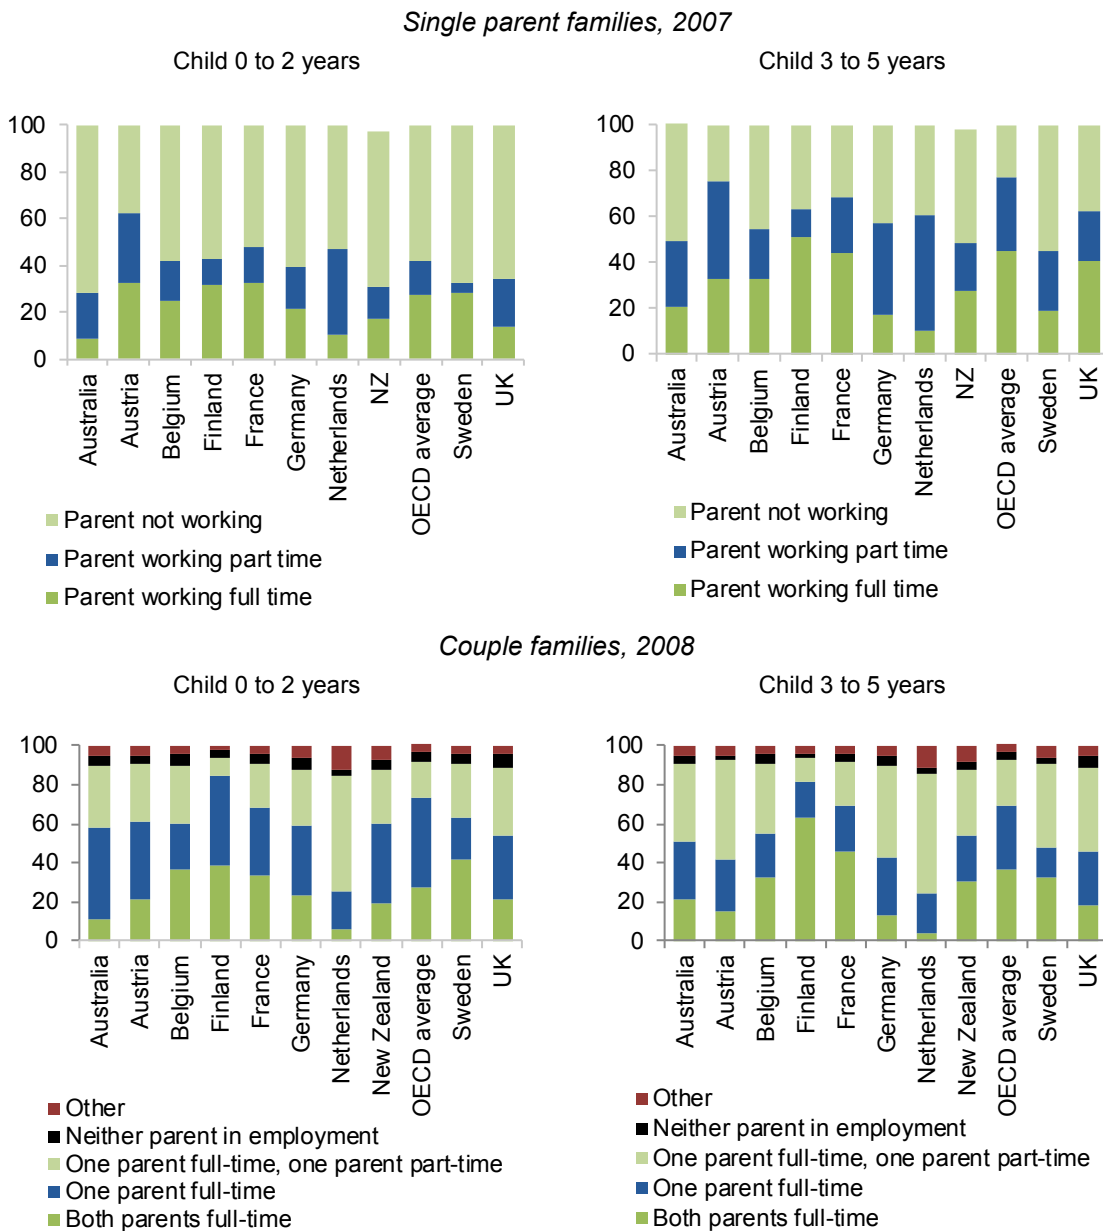 Single parent families, 2007
Child 0 to 2 years
100
80
60
40
20
0
Australia
Austria
Belgium
Finland
France
Germany
Netherlands
NZ
OECD average
Sweden
UK
Parent not working
Parent working part time
Parent working full time
Child 3 to 5 years
100
80
60
40
20
0
Australia
Austria
Belgium
Finland
France
Germany
Netherlands
NZ
OECD average
Sweden
UK
Parent not working
Parent working part time
Parent working full time
Couple families, 2008
Child 0 to 2 years
100
80
60
40
20
0
Australia
Austria
Belgium
Finland
France
Germany
Netherlands
New Zealand
OECD average
Sweden
UK
Other
Neither parent in employment
One parent full-time, one parent part-time
One parent full-time
Both parents full-time
Child 3 to 5 years
100
80
60
40
20
0
Australia
Austria
Belgium
Finland
France
Germany
Netherlands
New Zealand
OECD average
Sweden
UK
Other
Neither parent in employment
One parent full-time, one parent part-time
One parent full-time
Both parents full-time